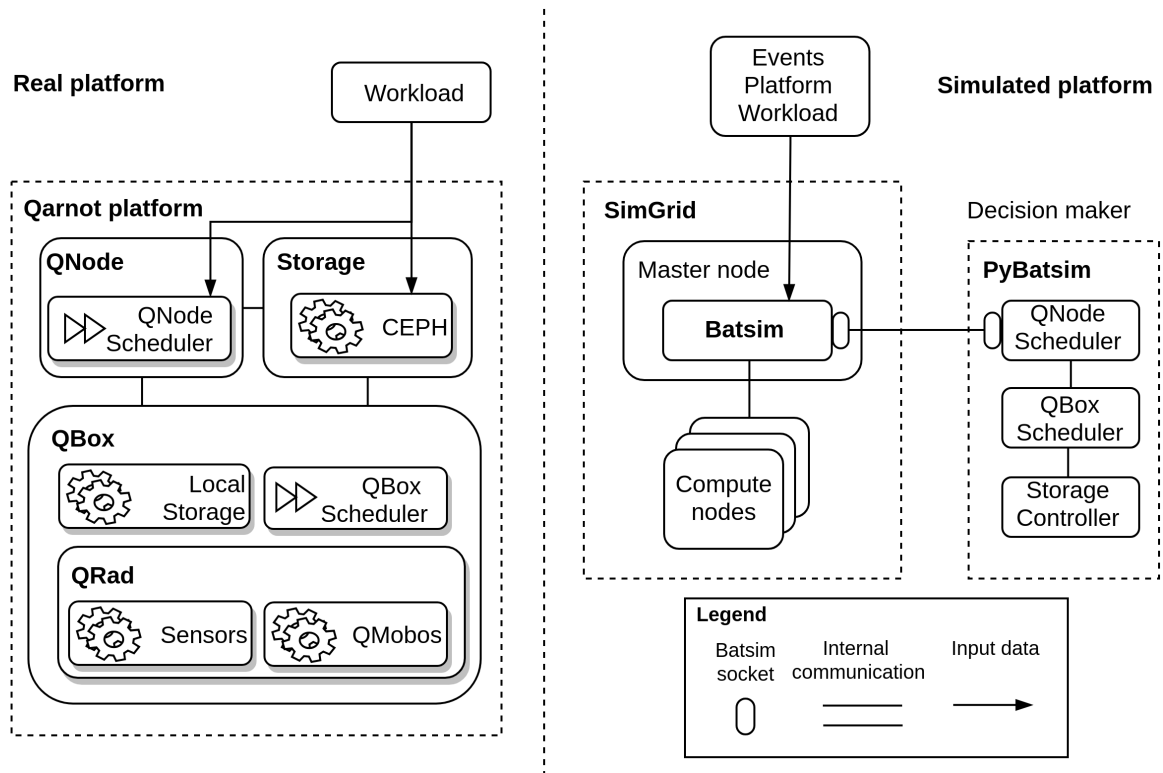 Real platform
Workload
Qarnot platform
QNode
QNode
Scheduler
Storage
CEPH
QBox
Local
Storage
QBox
Scheduler
QRad
Sensors
QMobos
Events
Platform
Workload
Simulated platform
SimGrid
Master node
Batsim
Compute
nodes
Decision maker
PyBatsim
QNode
Scheduler
QBox
Scheduler
Storage
Controller
Legend
Batsim
socket
Internal
communication
Input data